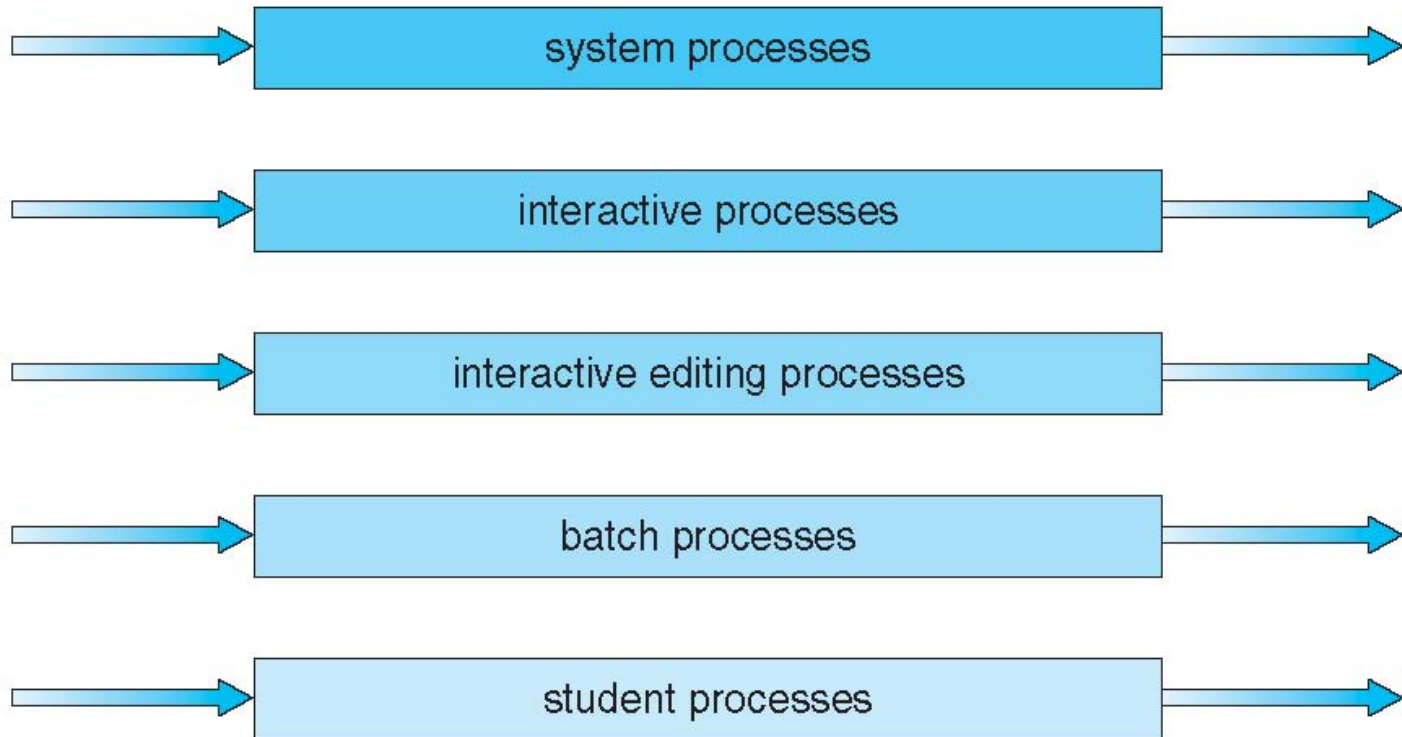 system processes
interactive processes
interactive editing processes
batch processes
student processes